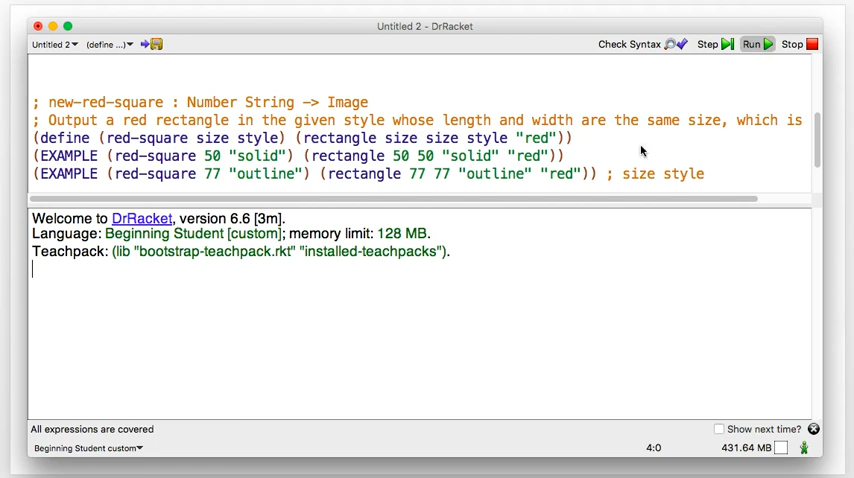 Untitled 2 - DrRacket
Untitled 2▾ (define ...)▾ Check Syntax Step Run Stop
; new-red-square : Number String -> Image
; Output a red rectangle in the given style whose length and width are the same size, which is
(define (red-square size style) (rectangle size size style "red"))
(EXAMPLE (red-square 50 "solid") (rectangle 50 50 "solid" "red"))
(EXAMPLE (red-square 77 "outline") (rectangle 77 77 "outline" "red")) ; size style
Welcome to DrRacket, version 6.6 [3m].
Language: Beginning Student [custom]; memory limit: 128 MB.
Teachpack: (lib "bootstrap-teachpack.rkt" "installed-teachpacks").
All expressions are covered Show next time?
Beginning Student custom▾ 4:0 431.64 MB